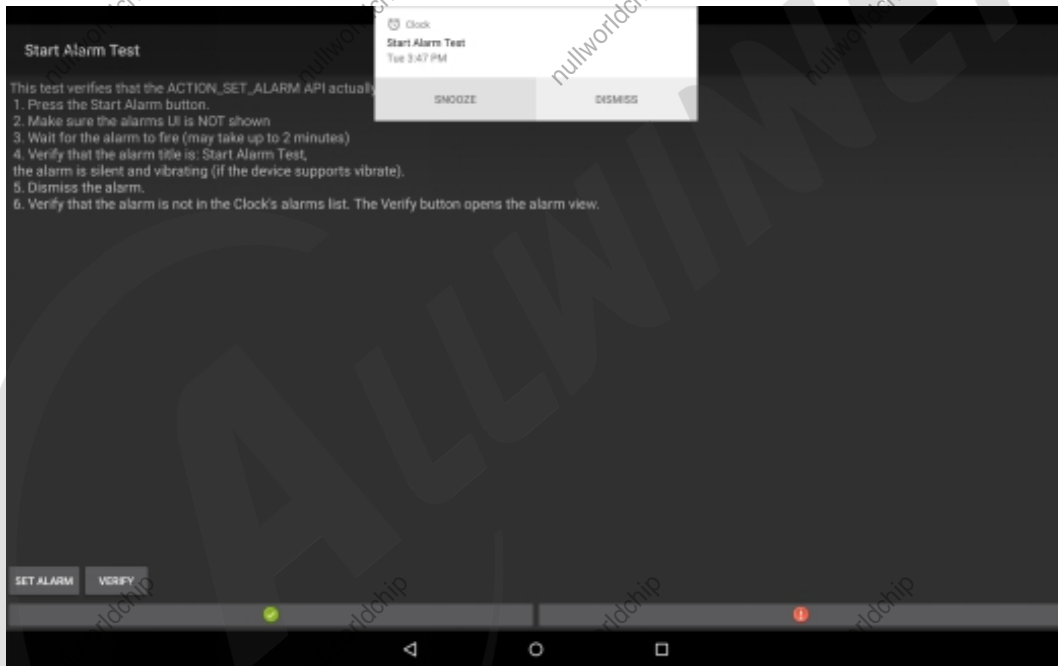 Clock
Start Alarm Test
Tue 3:47 PM
SNOOZE
DISMISS
Start Alarm Test
This test verifies that the ACTION_SET_ALARM API actually
1. Press the Start Alarm button.
2. Make sure the alarms UI is NOT shown
3. Wait for the alarm to fire (may take up to 2 minutes)
4. Verify that the alarm title is: Start Alarm Test,
the alarm is silent and vibrating (if the device supports vibrate).
5. Dismiss the alarm.
6. Verify that the alarm is not in the Clock's alarms list. The Verify button opens the alarm view.
SET ALARM
VERIFY
nullworldchip
nullworldchip
ALLWINNE